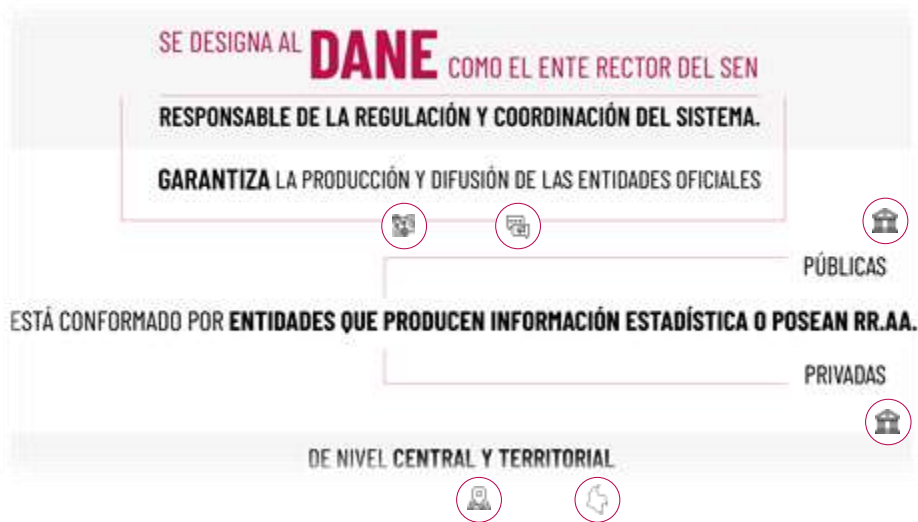 SE DESIGNA AL DANE COMO EL ENTE RECTOR DEL SEN
RESPONSABLE DE LA REGULACIÓN Y COORDINACIÓN DEL SISTEMA.
GARANTIZA LA PRODUCCIÓN Y DIFUSIÓN DE LAS ENTIDADES OFICIALES
PÚBLICAS
ESTÁ CONFORMADO POR ENTIDADES QUE PRODUCEN INFORMACIÓN ESTADÍSTICA O POSEAN RR.AA.
PRIVADAS
DE NIVEL CENTRAL Y TERRITORIAL